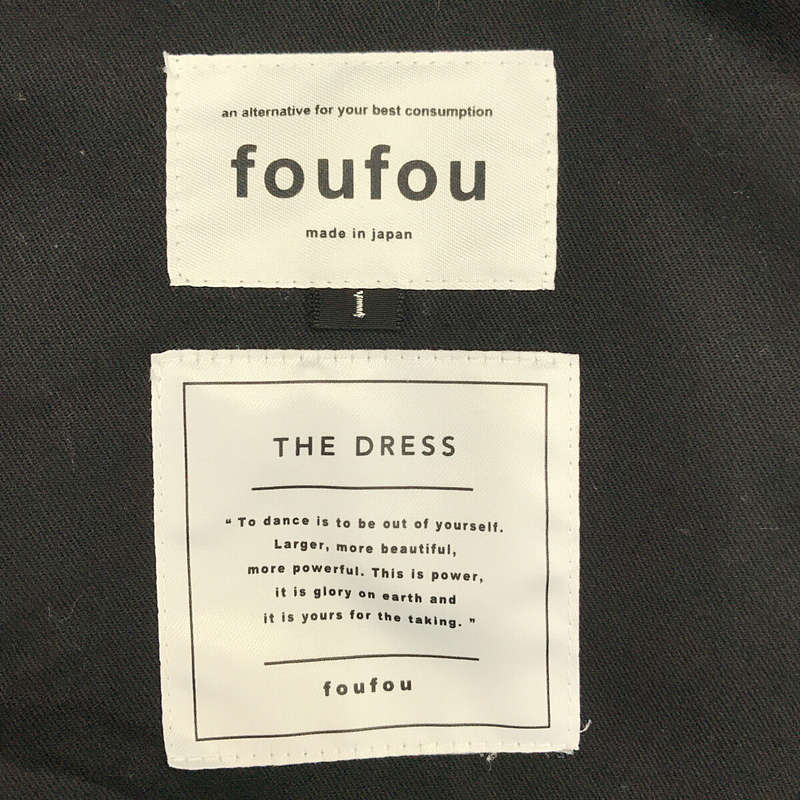 an alternative for your best consumption
foufou
made in japan
THE DRESS
“ To dance is to be out of yourself.
Larger, more beautiful,
more powerful. This is power,
it is glory on earth and
it is yours for the taking. ”
foufou